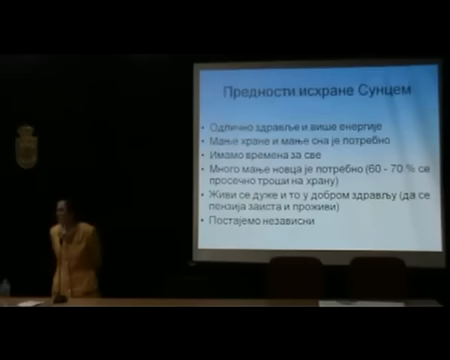 Предности исхране Сунцем
• Одлично здравље и више енергије
• Мање хране и мање сна је потребно
• Имамо времена за све
• Много мање новца је потребно (60 - 70 % се
просечно троши на храну)
• Живи се дуже и то у добром здрављу (да се
пензија заиста и проживи)
• Постајемо независни